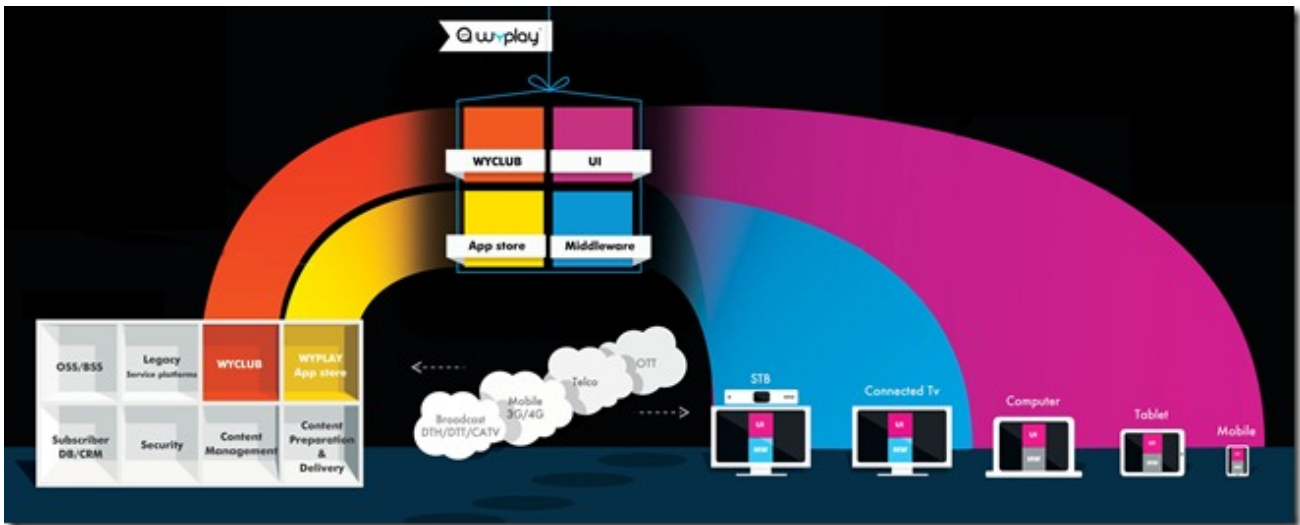 wyplay
WYCLUB
UI
App store
Middleware
OSS/BSS
Legacy
Service platforms
WYCLUB
WYPLAY
App store
Subscriber
DB/CRM
Security
Content
Management
Content
Preparation
&
Delivery
Broadcast
DTH/DTT/CATV
Mobile
3G/4G
Telco
OTT
STB
Connected Tv
Computer
Tablet
Mobile
UI
UI
UI
UI